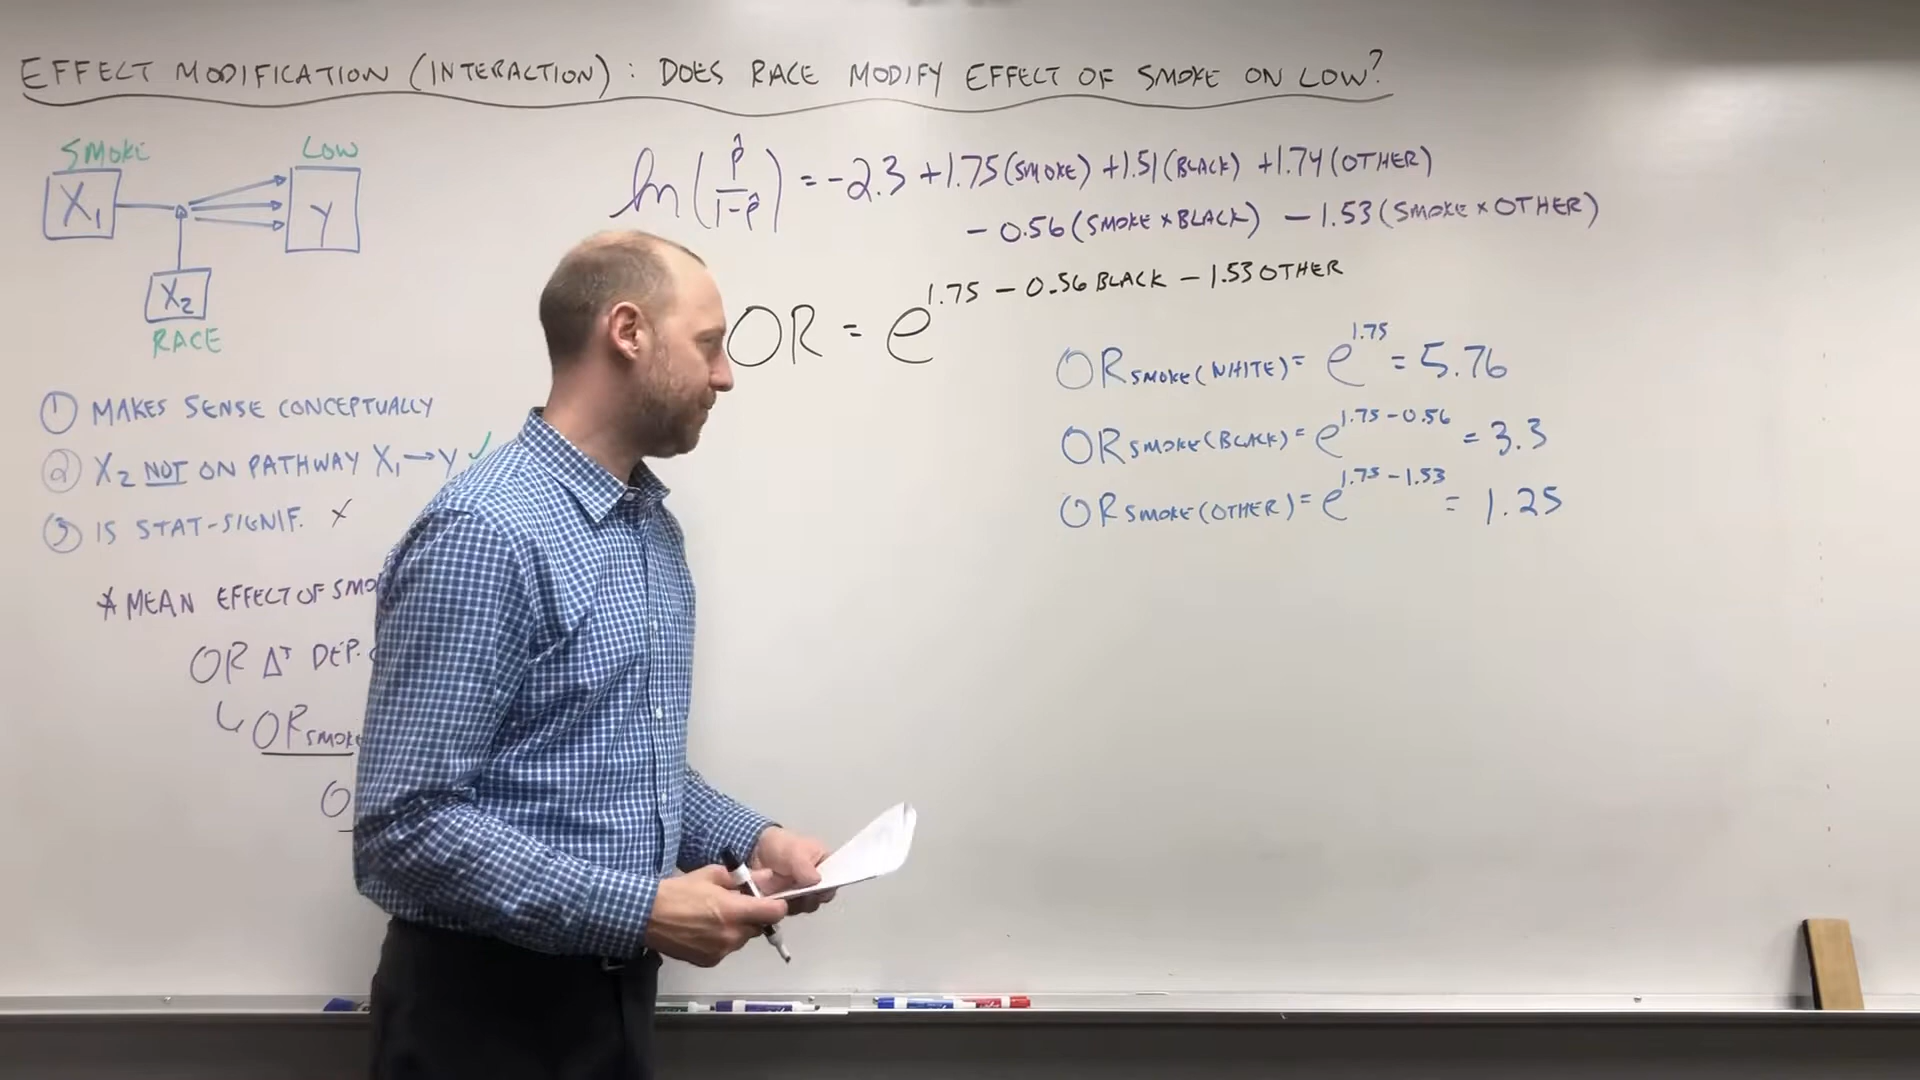 EFFECT MODIFICATION (INTERACTION): DOES RACE MODIFY EFFECT OF SMOKE ON LOW?
SMOKE
LOW
X₁
Y
X₂
RACE
ln(p̂/1-p̂) = -2.3 + 1.75(SMOKE) + 1.51(BLACK) + 1.74(OTHER)
- 0.56(SMOKE × BLACK) - 1.53(SMOKE × OTHER)
OR = e^1.75 - 0.56 BLACK - 1.53 OTHER
OR SMOKE(WHITE) = e^1.75 = 5.76
OR SMOKE(BLACK) = e^1.75-0.56 = 3.3
OR SMOKE(OTHER) = e^1.75-1.53 = 1.25
① MAKES SENSE CONCEPTUALLY
② X₂ NOT ON PATHWAY X₁→Y ✓
③ IS STAT-SIGNIF. X
* MEAN EFFECT OF SMO
OR Δ'S DEP.
↳ OR SMOKE
O